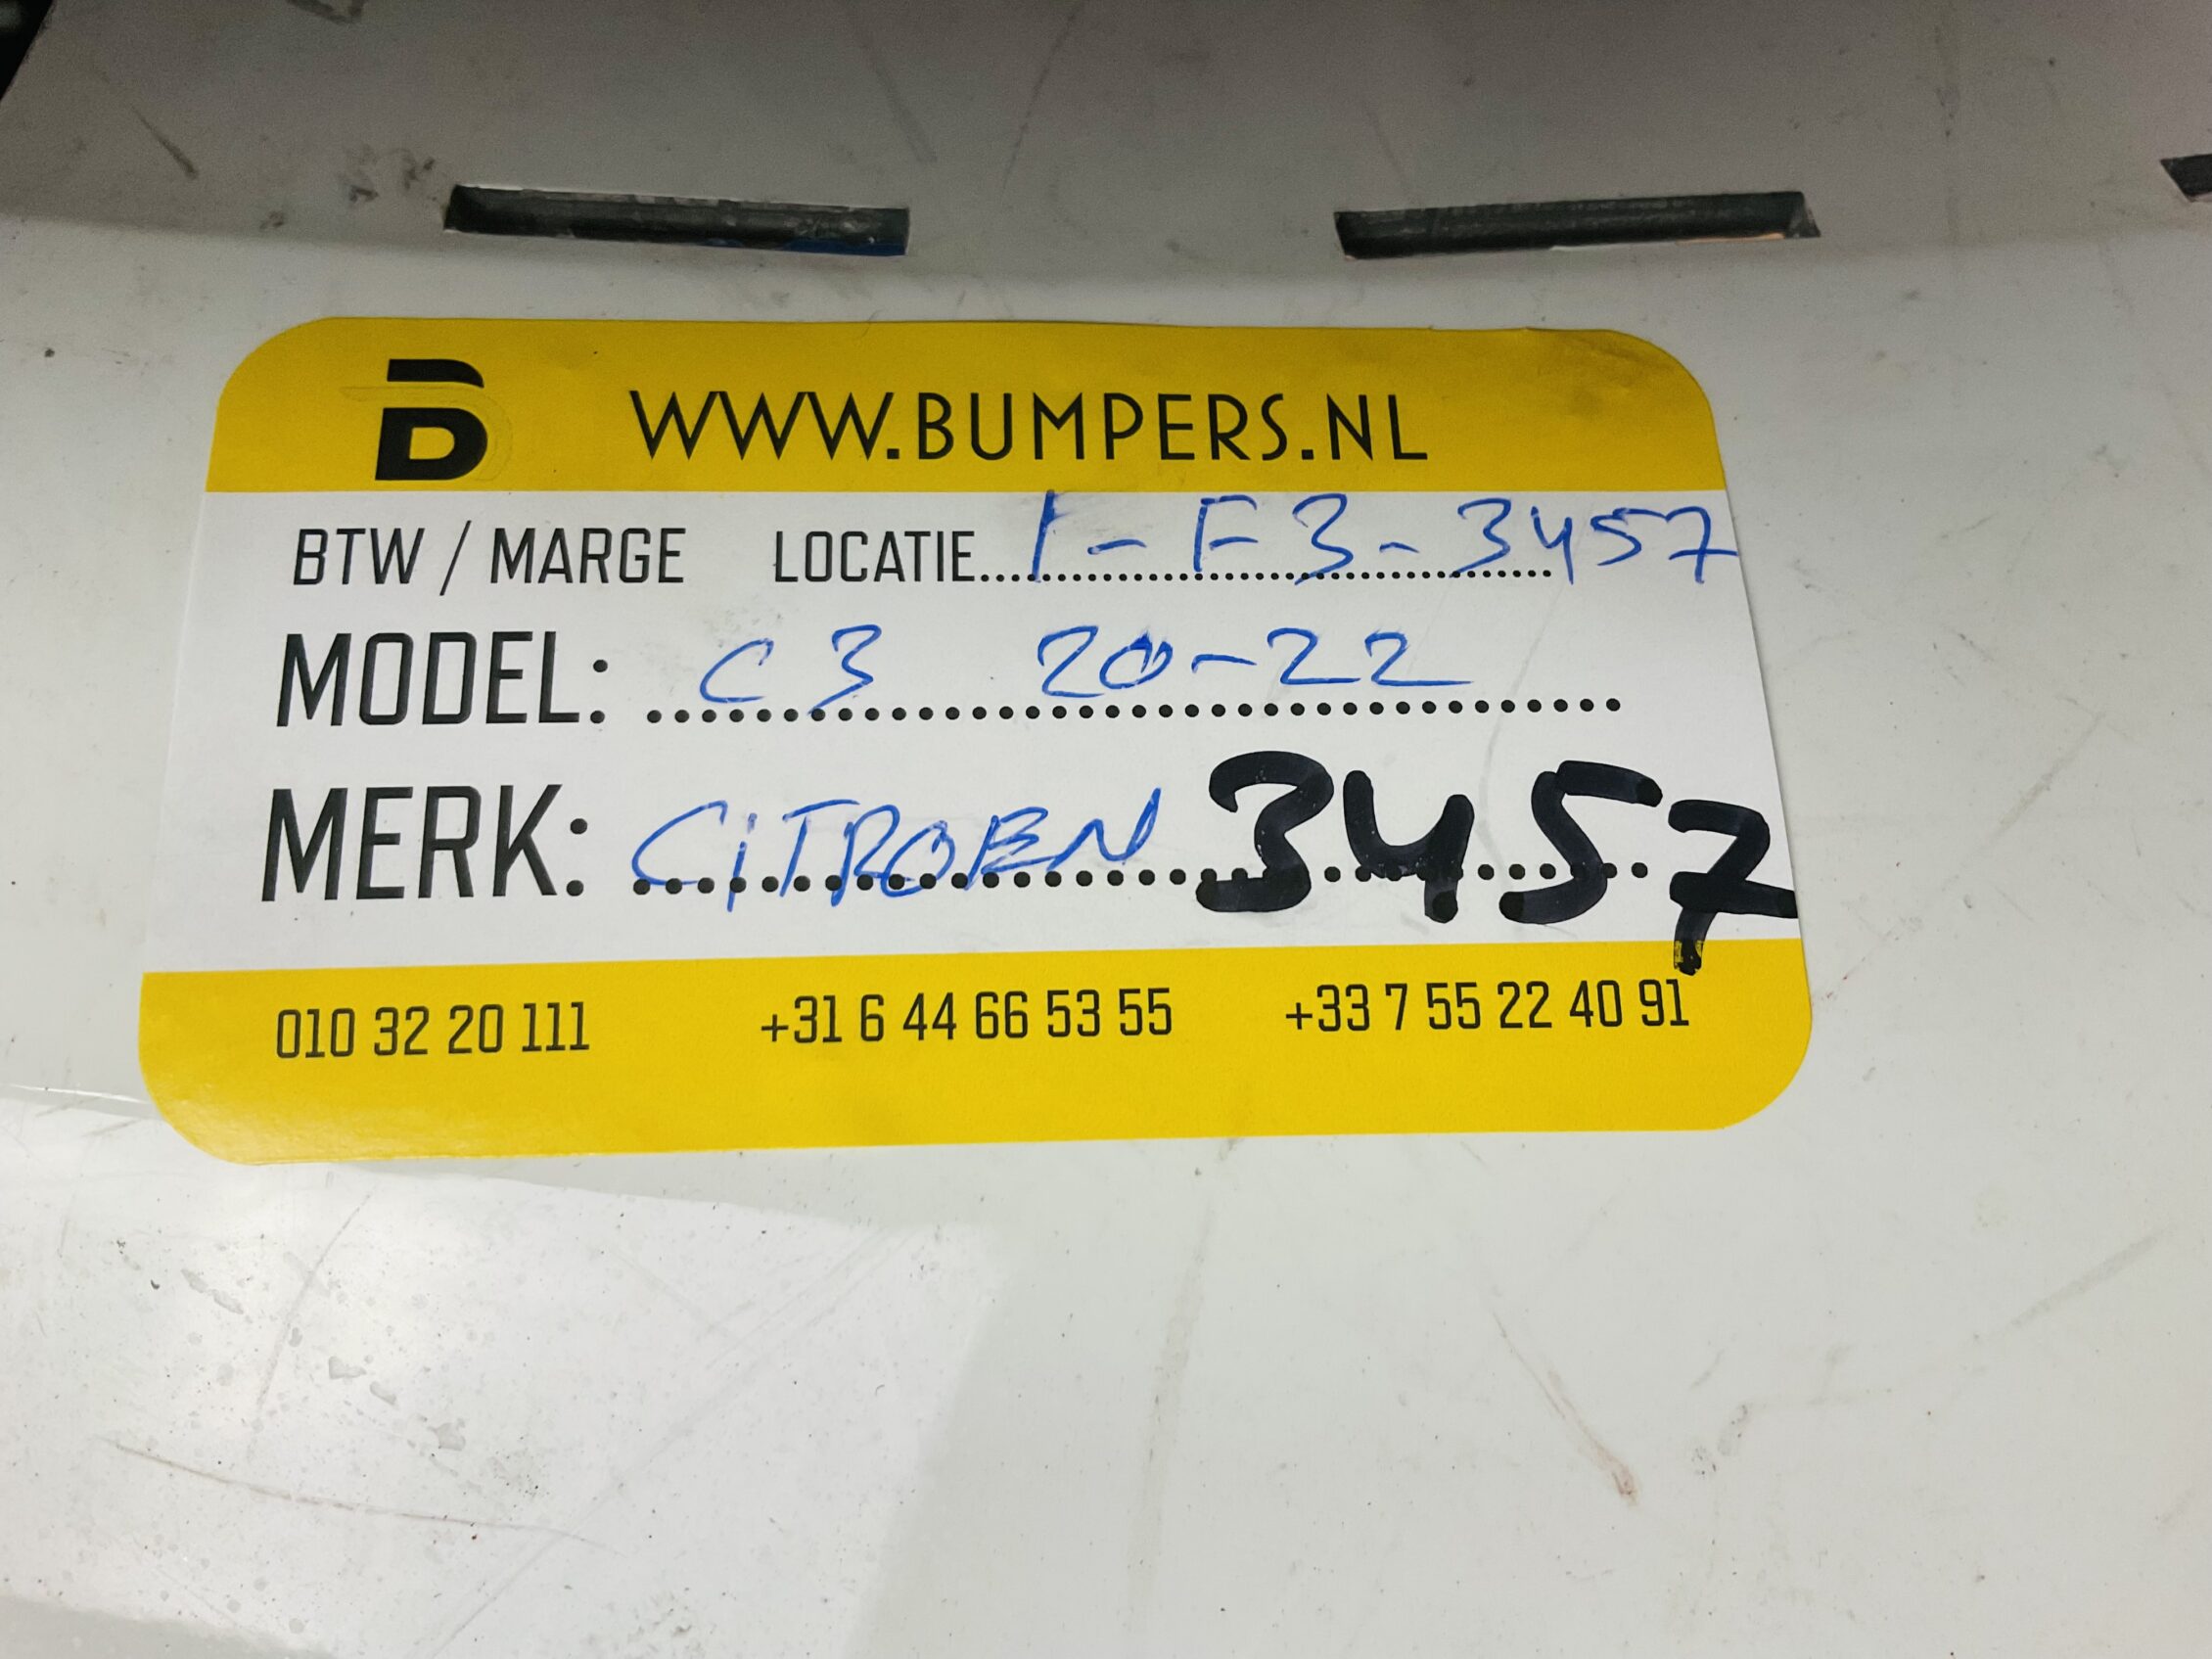 B WWW.BUMPERS.NL
BTW / MARGE LOCATIE 1-F3-3457
MODEL: C3 20-22
MERK: CiTROEN 3457
010 32 20 111 +31 6 44 66 53 55 +33 7 55 22 40 91